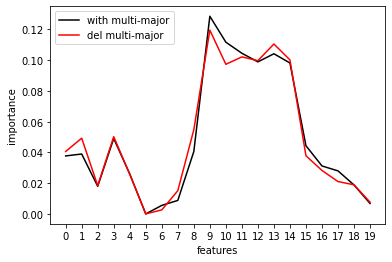 with multi-major
del multi-major
importance
0.12
0.10
0.08
0.06
0.04
0.02
0.00
0 1 2 3 4 5 6 7 8 9 10 11 12 13 14 15 16 17 18 19
features